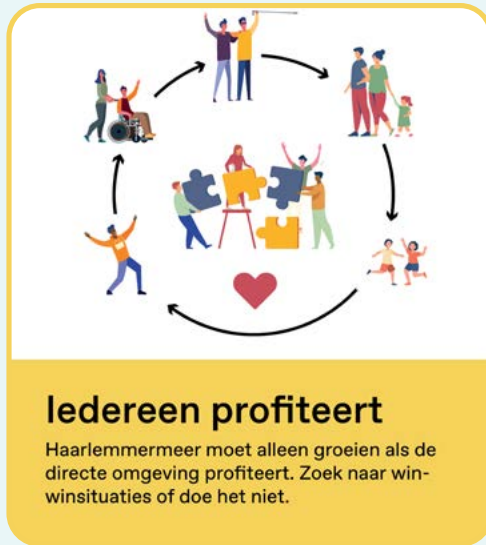 Iedereen profiteert
Haarlemmermeer moet alleen groeien als de
directe omgeving profiteert. Zoek naar win-
winsituaties of doe het niet.